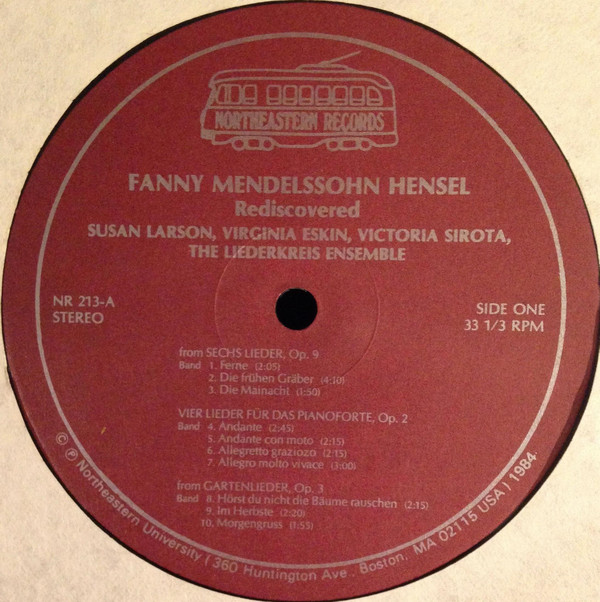 NORTHEASTERN RECORDS
FANNY MENDELSSOHN HENSEL
Rediscovered
SUSAN LARSON, VIRGINIA ESKIN, VICTORIA SIROTA,
THE LIEDERKREIS ENSEMBLE
NR 213-A
STEREO
SIDE ONE
33 1/3 RPM
from SECHS LIEDER, Op. 9
Band 1. Ferne (2:05)
2. Die frühen Gräber (4:10)
3. Die Mainacht (1:50)
VIER LIEDER FÜR DAS PIANOFORTE, Op. 2
Band 4. Andante (2:45)
5. Andante con moto (2:15)
6. Allegretto graziozo (2:15)
7. Allegro molto vivace (3:00)
from GARTENLIEDER, Op. 3
Band 8. Hörst du nicht die Bäume rauschen (2:15)
9. Im Herbste (2:20)
10. Morgengruss (1:55)
© ℗ Northeastern University / 360 Huntington Ave., Boston, MA 02115 USA / 1984